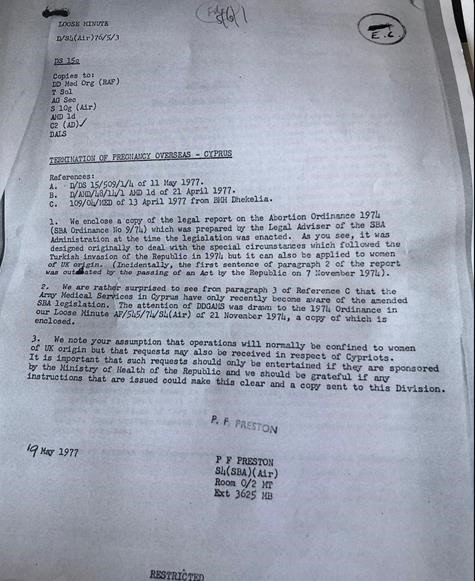 LOOSE MINUTE
E.C.
D/S4(Air)76/5/3
DS 15c
Copies to:
DD Med Org (RAF)
T Sol
AG Sec
S 10g (Air)
AMD 1d
C2 (AD)✓
DALS
TERMINATION OF PREGNANCY OVERSEAS - CYPRUS
References:
A. D/DS 15/509/1/4 of 11 May 1977.
B. D/AMD/48/14/1 AMD 1d of 21 April 1977.
C. 109/04/MED of 13 April 1977 from BMH Dhekelia.
1. We enclose a copy of the legal report on the Abortion Ordinance 1974
(SBA Ordinance No 9/74) which was prepared by the Legal Adviser of the SBA
Administration at the time the legislation was enacted. As you see, it was
designed originally to deal with the special circumstances which followed the
Turkish invasion of the Republic in 1974 but it can also be applied to women
of UK origin. (Incidentally, the first sentence of paragraph 2 of the report
was outdated by the passing of an Act by the Republic on 7 November 1974).
2. We are rather surprised to see from paragraph 3 of Reference C that the
Army Medical Services in Cyprus have only recently become aware of the amended
SBA legislation. The attention of DDGAMS was drawn to the 1974 Ordinance in
our Loose Minute AF/545/74/S4(Air) of 21 November 1974, a copy of which is
enclosed.
3. We note your assumption that operations will normally be confined to women
of UK origin but that requests may also be received in respect of Cypriots.
It is important that such requests should only be entertained if they are sponsored
by the Ministry of Health of the Republic and we should be grateful if any
instructions that are issued could make this clear and a copy sent to this Division.
P. F. PRESTON
19 May 1977
P F PRESTON
S4(SBA)(Air)
Room 0/2 MT
Ext 3625 MB
RESTRICTED